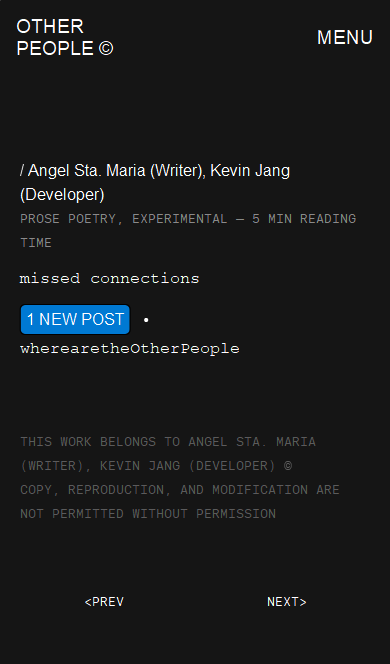 OTHER
PEOPLE ©
MENU
/ Angel Sta. Maria (Writer), Kevin Jang
(Developer)
PROSE POETRY, EXPERIMENTAL — 5 MIN READING
TIME
missed connections
1 NEW POST •
wherearetheOtherPeople
THIS WORK BELONGS TO ANGEL STA. MARIA
(WRITER), KEVIN JANG (DEVELOPER) ©
COPY, REPRODUCTION, AND MODIFICATION ARE
NOT PERMITTED WITHOUT PERMISSION
<PREV NEXT>